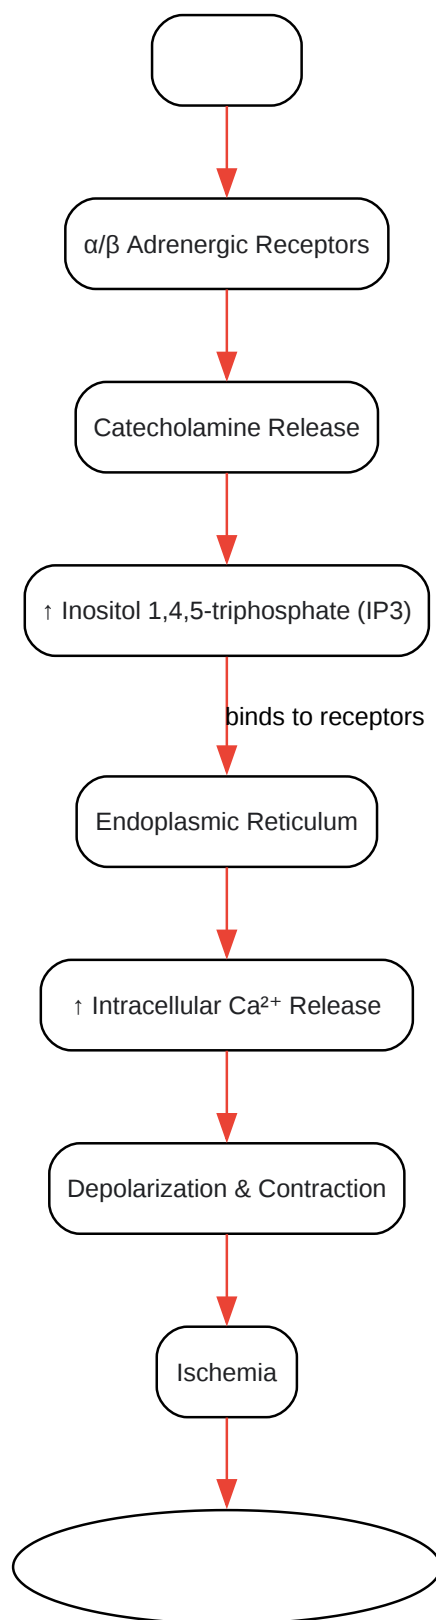 α/β Adrenergic Receptors
Catecholamine Release
↑ Inositol 1,4,5-triphosphate (IP3)
binds to receptors
Endoplasmic Reticulum
↑ Intracellular Ca²⁺ Release
Depolarization & Contraction
Ischemia